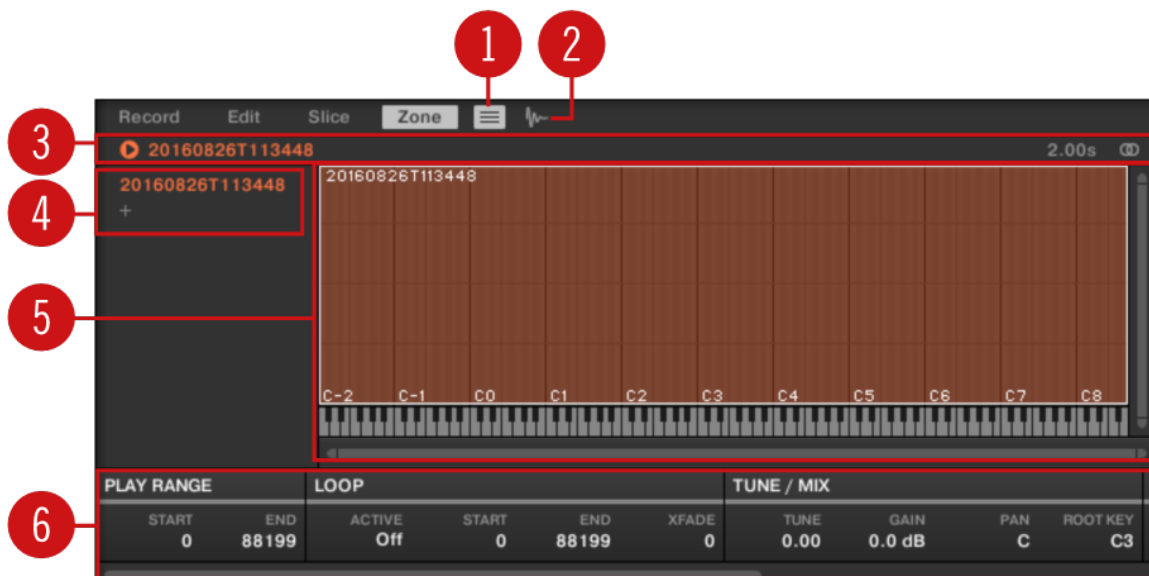 1 2
Record Edit Slice Zone
3
20160826T113448 2.00s
4
20160826T113448
+
20160826T113448
5
C-2 C-1 C0 C1 C2 C3 C4 C5 C6 C7 C8
6
PLAY RANGE LOOP TUNE / MIX
START END ACTIVE START END XFADE TUNE GAIN PAN ROOT KEY
0 88199 Off 0 88199 0 0.00 0.0 dB C C3